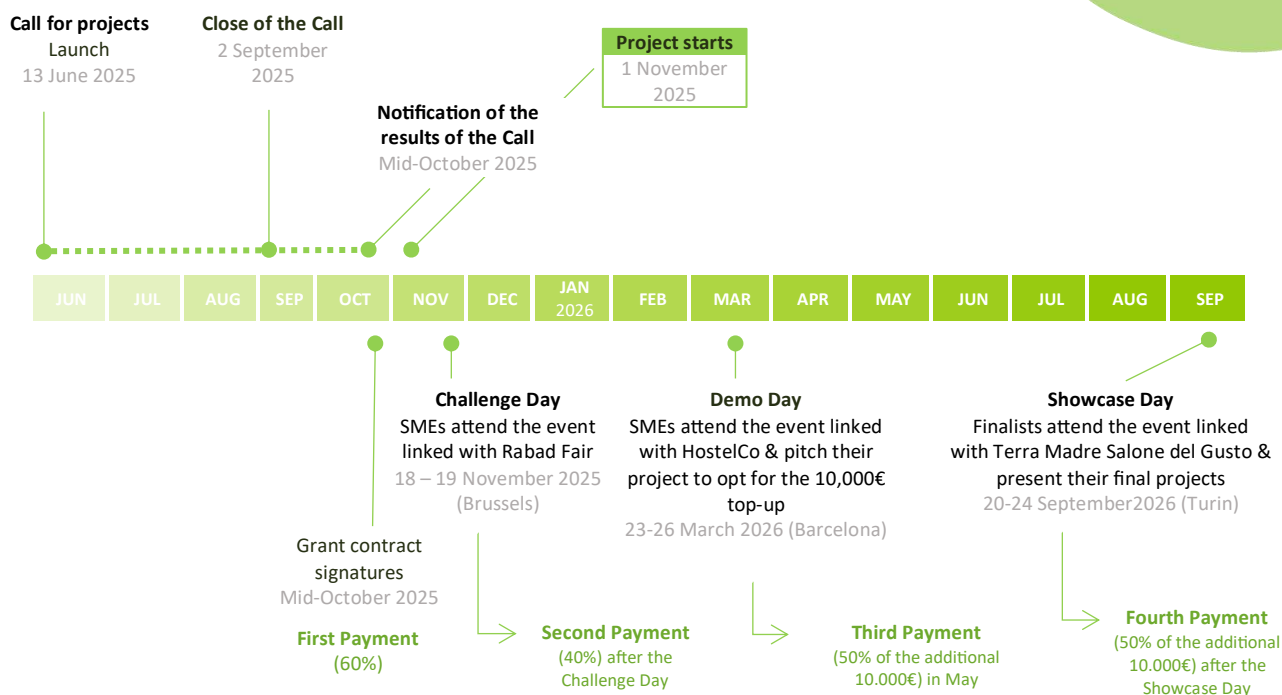 Call for projects
Launch
13 June 2025
Close of the Call
2 September
2025
Project starts
1 November
2025
Notification of the
results of the Call
Mid-October 2025
JUN
JUL
AUG
SEP
OCT
NOV
DEC
JAN
2026
FEB
MAR
APR
MAY
JUN
JUL
AUG
SEP
Challenge Day
SMEs attend the event
linked with Rabad Fair
18 – 19 November 2025
(Brussels)
Demo Day
SMEs attend the event linked
with HostelCo & pitch their
project to opt for the 10,000€
top-up
23-26 March 2026 (Barcelona)
Showcase Day
Finalists attend the event linked
with Terra Madre Salone del Gusto &
present their final projects
20-24 September2026 (Turin)
Grant contract
signatures
Mid-October 2025
First Payment
(60%)
Second Payment
(40%) after the
Challenge Day
Third Payment
(50% of the additional
10.000€) in May
Fourth Payment
(50% of the additional
10.000€) after the
Showcase Day